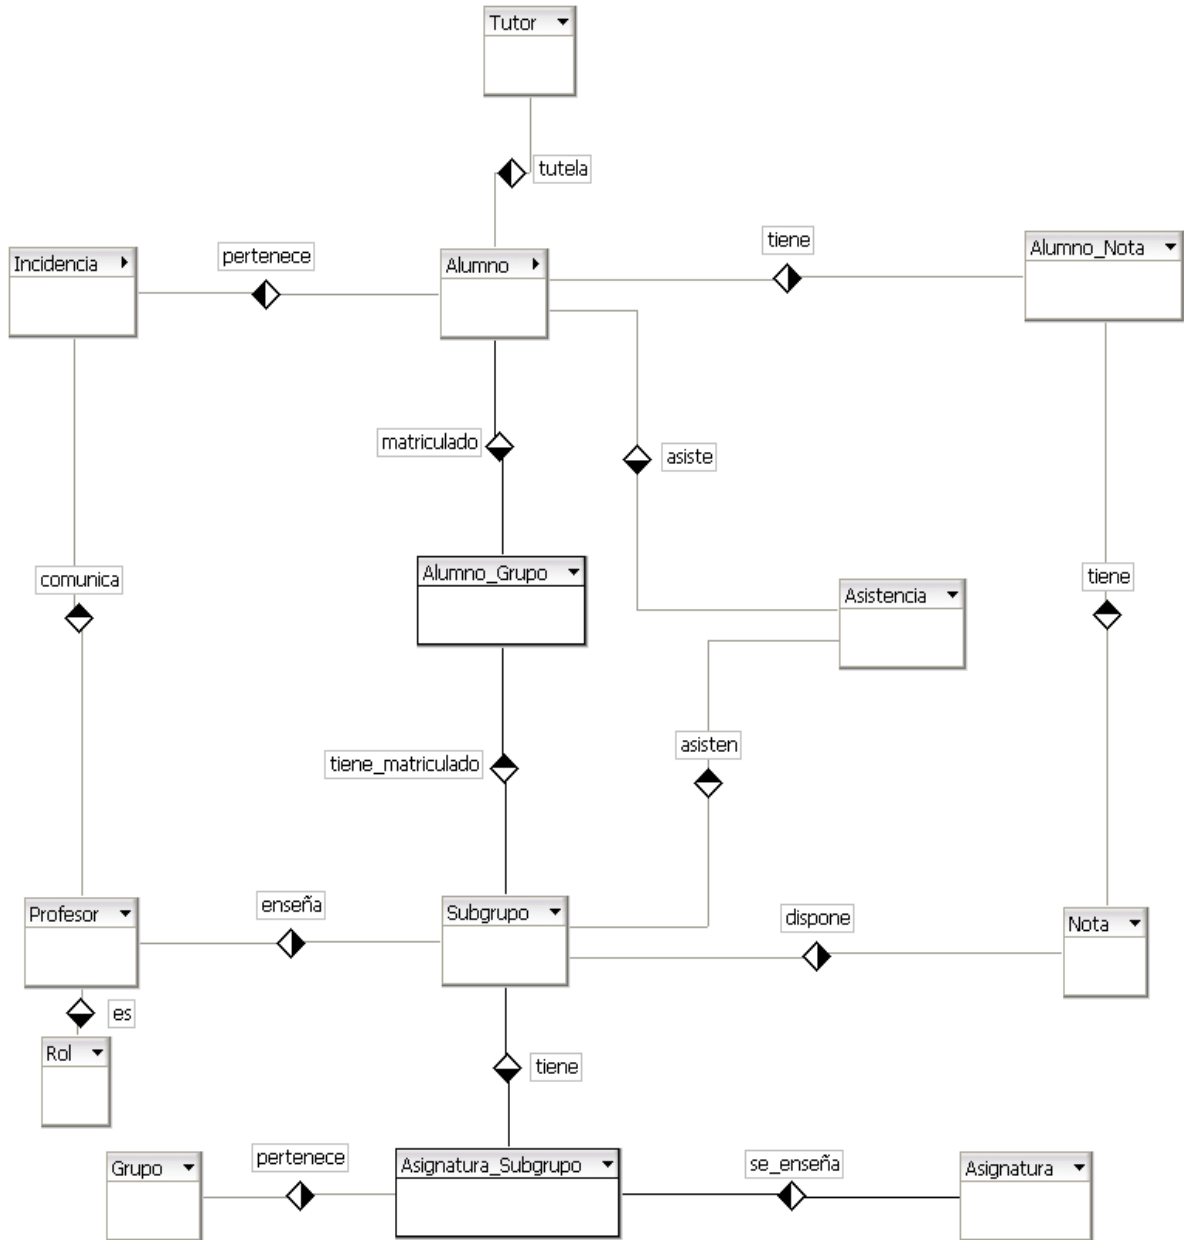 Tutor
tutela
Incidencia
pertenece
Alumno
tiene
Alumno_Nota
matriculado
asiste
comunica
Alumno_Grupo
Asistencia
tiene
tiene_matriculado
asisten
Profesor
enseña
Subgrupo
dispone
Nota
es
Rol
tiene
Grupo
pertenece
Asignatura_Subgrupo
se_enseña
Asignatura